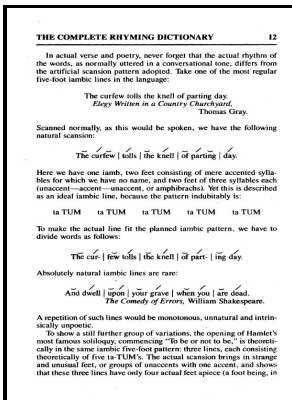 THE COMPLETE RHYMING DICTIONARY 12
In actual verse and poetry, never forget that the actual rhythm of
the words, as normally uttered in a conversational tone, differs from
the artificial scansion pattern adopted. Take one of the most regular
five-foot iambic lines in the language:
The curfew tolls the knell of parting day.
Elegy Written in a Country Churchyard,
Thomas Gray.
Scanned normally, as this would be spoken, we have the following
natural scansion:
The curfew | tolls | the knell | of parting | day.
Here we have one iamb, two feet consisting of mere accented sylla-
bles for which we have no name, and two feet of three syllables each
(unaccent—accent—unaccent, or amphibrachs). Yet this is described
as an ideal iambic line, because the pattern indubitably is:
ta TUM ta TUM ta TUM ta TUM ta TUM
To make the actual line fit the planned iambic pattern, we have to
divide words as follows:
The cur- | few tolls | the knell | of part- | ing day.
Absolutely natural iambic lines are rare:
And dwell | upon | your grave | when you | are dead.
The Comedy of Errors, William Shakespeare.
A repetition of such lines would be monotonous, unnatural and intrin-
sically unpoetic.
To show a still further group of variations, the opening of Hamlet's
most famous soliloquy, commencing "To be or not to be," is theoreti-
cally in the same iambic five-foot pattern: three lines, each consisting
theoretically of five ta-TUM's. The actual scansion brings in strange
and unusual feet, or groups of unaccents with one accent, and shows
that these three lines have only four actual feet apiece (a foot being, in